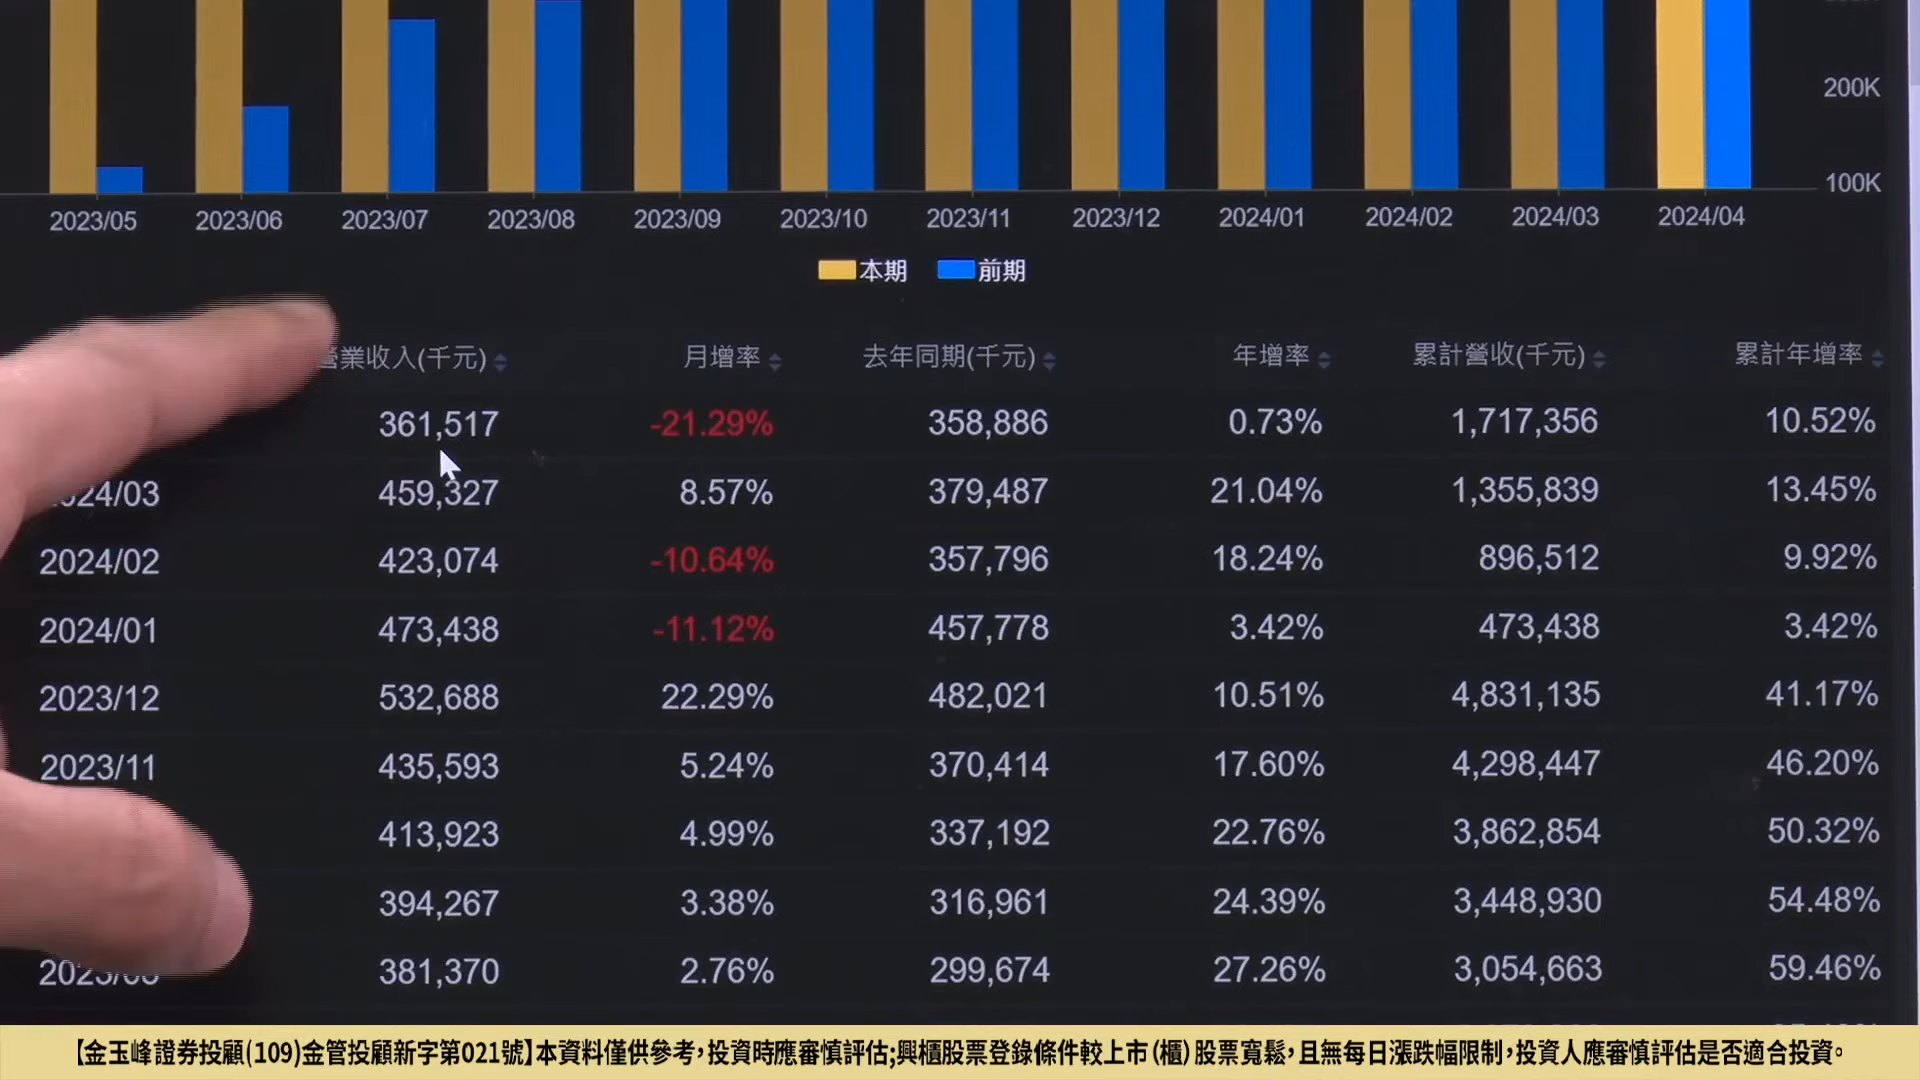 200K
100K
2023/05 2023/06 2023/07 2023/08 2023/09 2023/10 2023/11 2023/12 2024/01 2024/02 2024/03 2024/04
本期 前期
營業收入(千元) 月增率 去年同期(千元) 年增率 累計營收(千元) 累計年增率
361,517 -21.29% 358,886 0.73% 1,717,356 10.52%
2024/03 459,327 8.57% 379,487 21.04% 1,355,839 13.45%
2024/02 423,074 -10.64% 357,796 18.24% 896,512 9.92%
2024/01 473,438 -11.12% 457,778 3.42% 473,438 3.42%
2023/12 532,688 22.29% 482,021 10.51% 4,831,135 41.17%
2023/11 435,593 5.24% 370,414 17.60% 4,298,447 46.20%
413,923 4.99% 337,192 22.76% 3,862,854 50.32%
394,267 3.38% 316,961 24.39% 3,448,930 54.48%
381,370 2.76% 299,674 27.26% 3,054,663 59.46%
【金玉峰證券投顧(109)金管投顧新字第021號】本資料僅供參考,投資時應審慎評估;興櫃股票登錄條件較上市(櫃)股票寬鬆,且無每日漲跌幅限制,投資人應審慎評估是否適合投資。